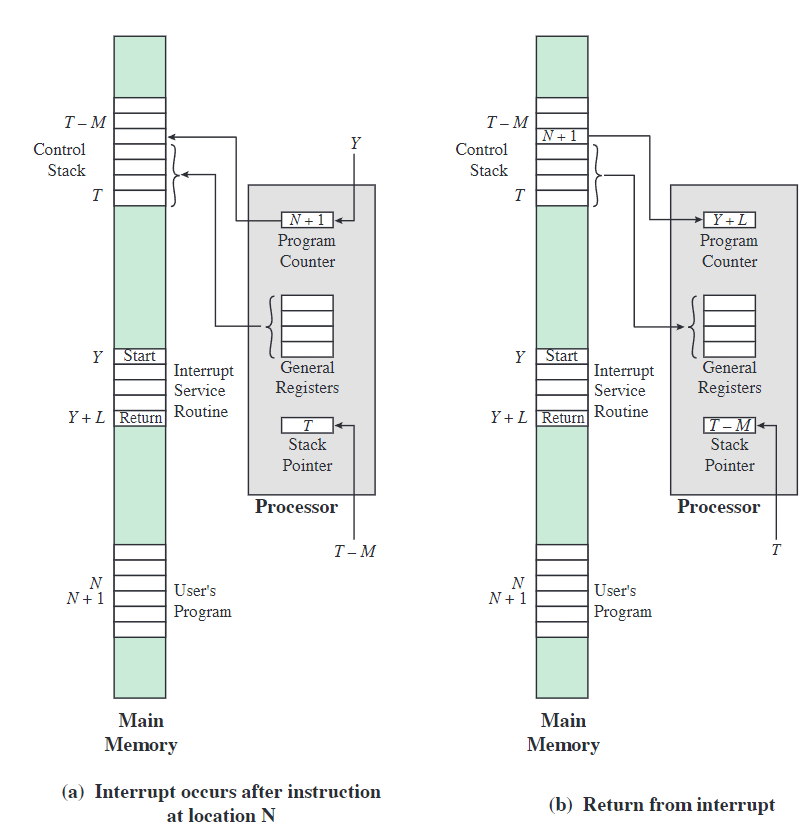 T – M
Control
Stack
T
Y
N + 1
Program
Counter
General
Registers
Y
Start
Interrupt
Service
Routine
Y + L
Return
T
Stack
Pointer
Processor
T – M
N
N + 1
User's
Program
Main
Memory
(a) Interrupt occurs after instruction
at location N
T – M
N + 1
Control
Stack
T
Y + L
Program
Counter
General
Registers
Y
Start
Interrupt
Service
Routine
Y + L
Return
T – M
Stack
Pointer
Processor
T
N
N + 1
User's
Program
Main
Memory
(b) Return from interrupt